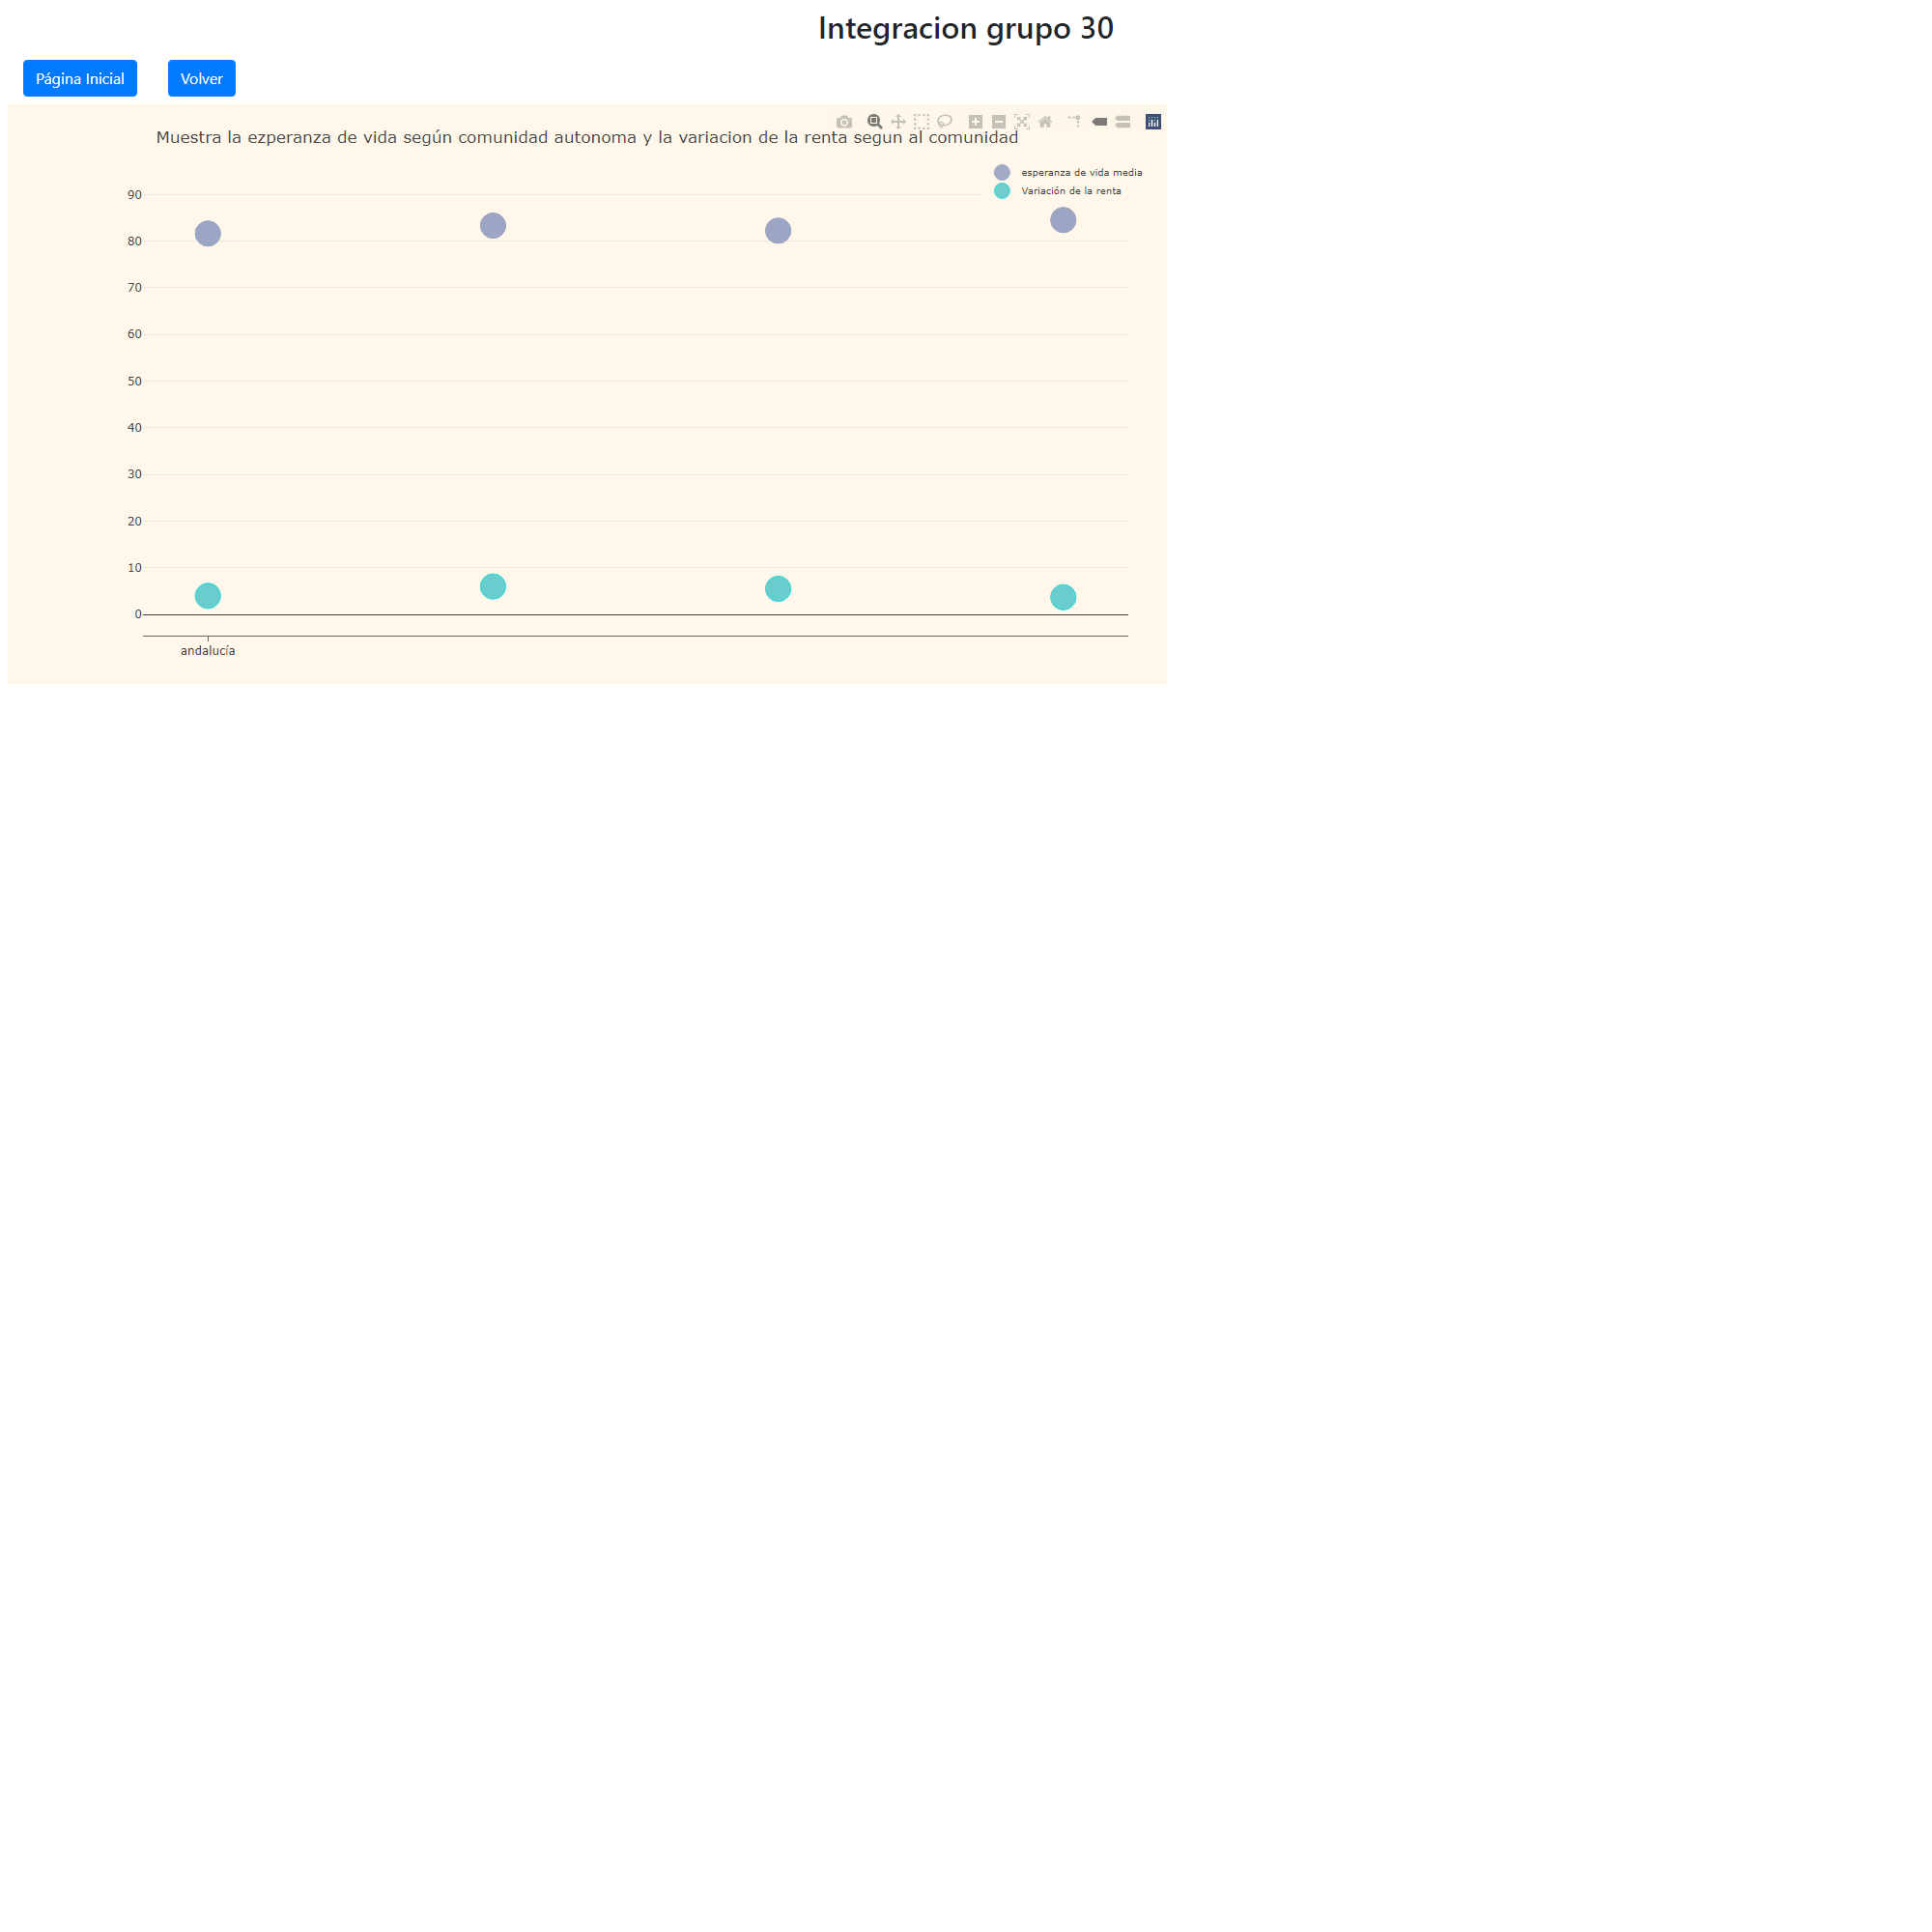 Integracion grupo 30
Página Inicial
Volver
Muestra la ezperanza de vida según comunidad autonoma y la variacion de la renta segun al comunidad
esperanza de vida media
Variación de la renta
90
80
70
60
50
40
30
20
10
0
andalucía